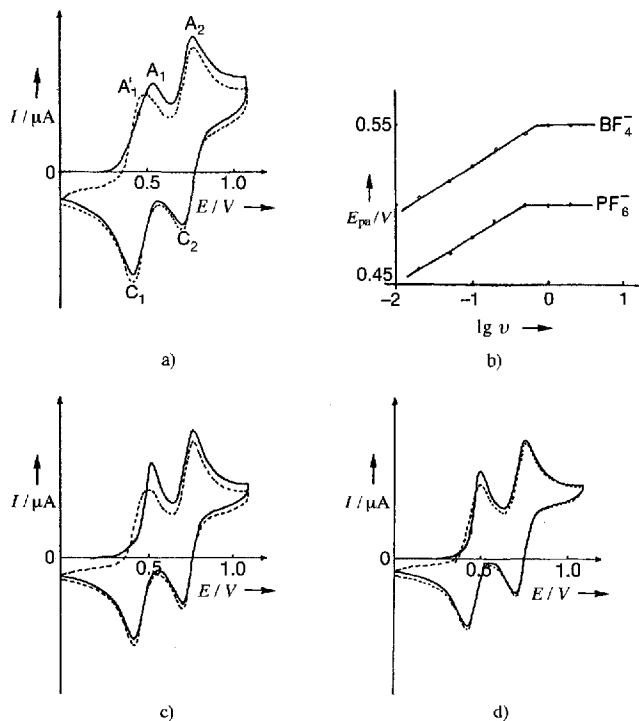 A₂
A₁
A'₁
I / μA
0
0.5
1.0
E / V
C₂
C₁
a)
0.55
BF₄⁻
E_pa / V
PF₆⁻
0.45
-2
-1
0
1
lg υ
b)
I / μA
0
0.5
1.0
E / V
c)
I / μA
0
0.5
1.0
E / V
d)